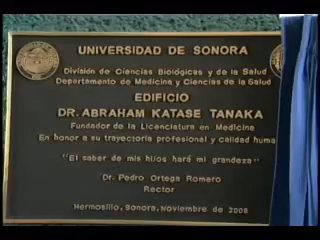 UNIVERSIDAD DE SONORA
División de Ciencias Biológicas y de la Salud
Departamento de Medicina y Ciencias de la Salud
EDIFICIO
DR. ABRAHAM KATASE TANAKA
Fundador de la Licenciatura en Medicina
En honor a su trayectoria profesional y calidad huma
"El saber de mis hijos hará mi grandeza"
Dr. Pedro Ortega Romero
Rector
Hermosillo, Sonora, Noviembre de 2008